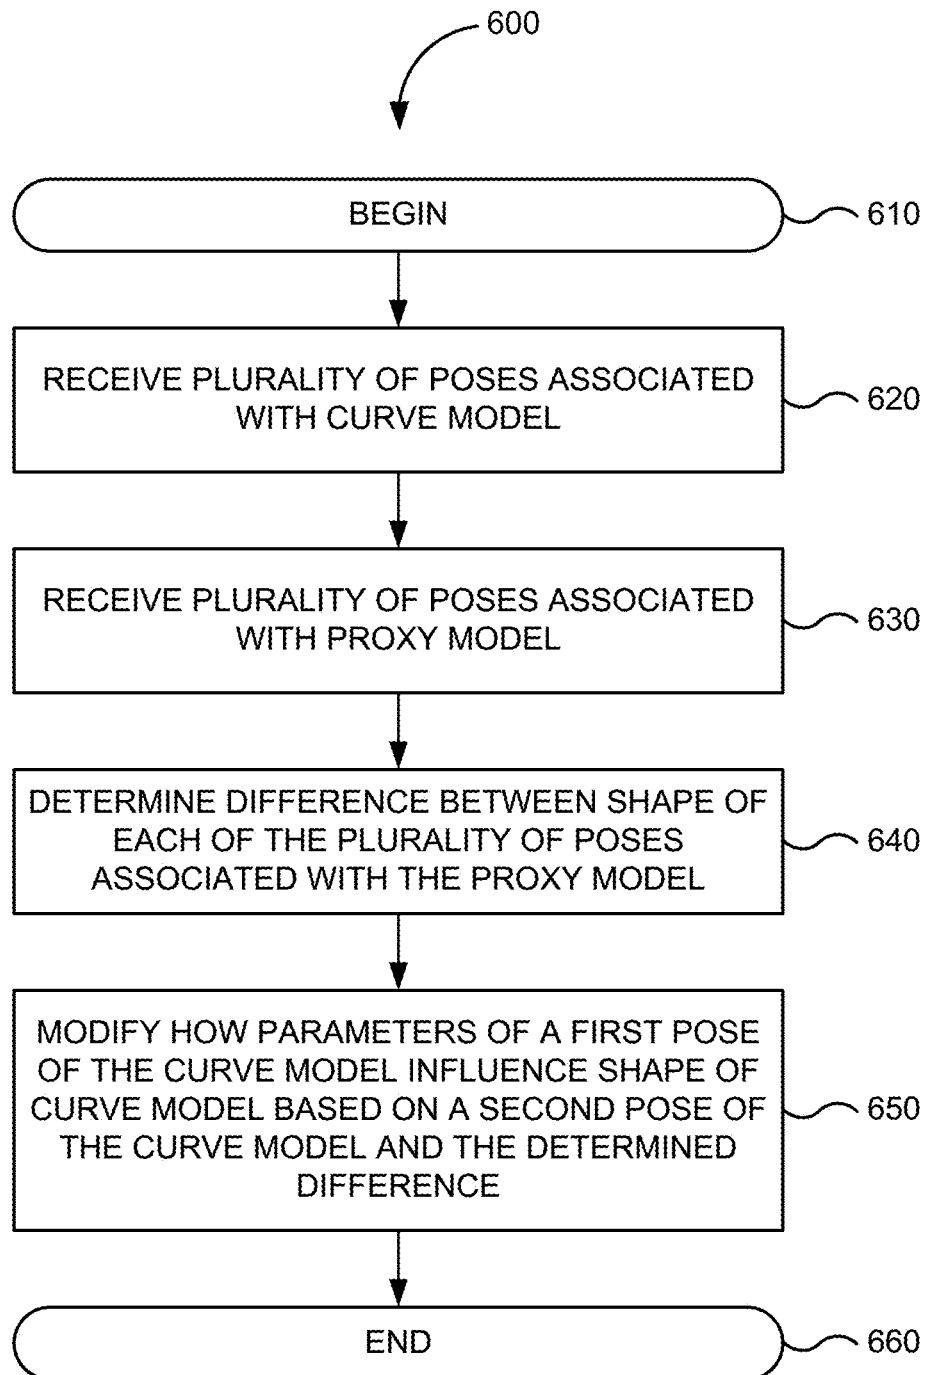 600
BEGIN
610
RECEIVE PLURALITY OF POSES ASSOCIATED
WITH CURVE MODEL
620
RECEIVE PLURALITY OF POSES ASSOCIATED
WITH PROXY MODEL
630
DETERMINE DIFFERENCE BETWEEN SHAPE OF
EACH OF THE PLURALITY OF POSES
ASSOCIATED WITH THE PROXY MODEL
640
MODIFY HOW PARAMETERS OF A FIRST POSE
OF THE CURVE MODEL INFLUENCE SHAPE OF
CURVE MODEL BASED ON A SECOND POSE OF
THE CURVE MODEL AND THE DETERMINED
DIFFERENCE
650
END
660